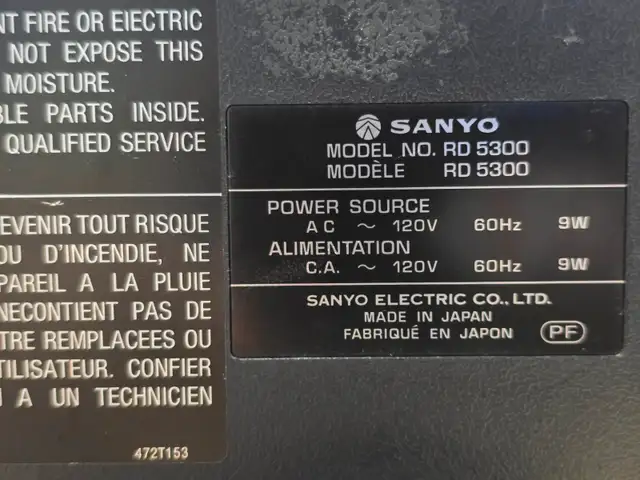 NT FIRE OR EIECTRIC
NOT EXPOSE THIS
MOISTURE.
BLE PARTS INSIDE.
QUALIFIED SERVICE
EVENIR TOUT RISQUE
OU D'INCENDIE, NE
PAREIL A LA PLUIE
NECONTIENT PAS DE
TRE REMPLACEES OU
TILISATEUR. CONFIER
N A UN TECHNICIEN
472T153
SANYO
MODEL NO. RD 5300
MODÈLE RD 5300
POWER SOURCE
AC ~ 120V 60Hz 9W
ALIMENTATION
C.A. ~ 120V 60Hz 9W
SANYO ELECTRIC CO., LTD.
MADE IN JAPAN
FABRIQUÉ EN JAPON PF